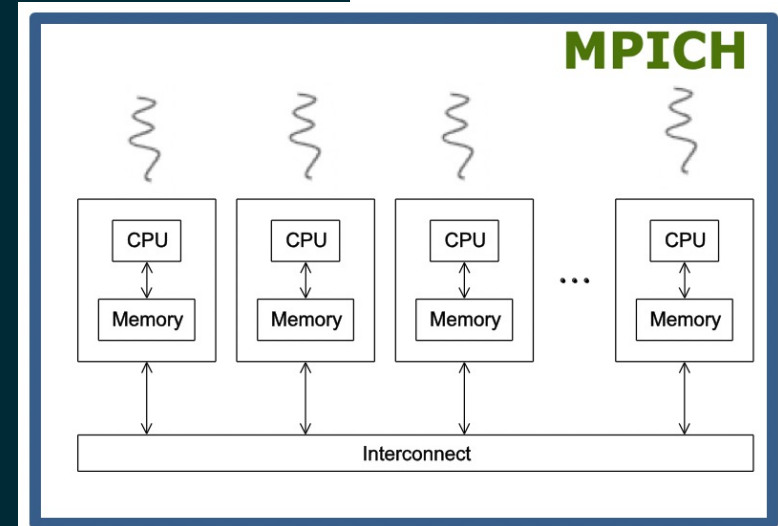 MPICH
CPU CPU CPU CPU
Memory Memory Memory ... Memory
Interconnect